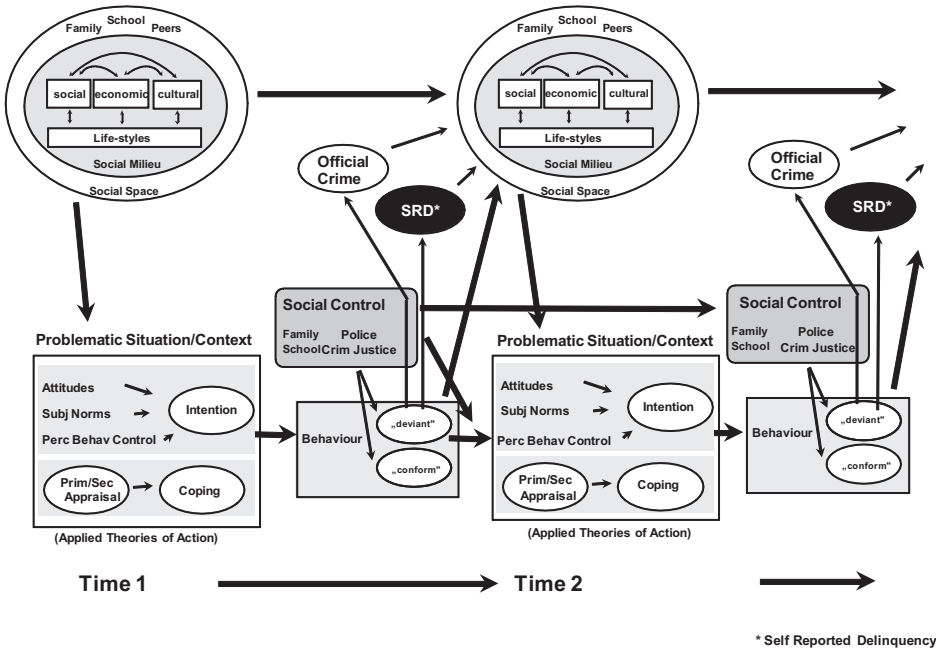 School
Family Peers
social economic cultural
Life-styles
Social Milieu
Social Space
School
Family Peers
social economic cultural
Life-styles
Social Milieu
Social Space
Official
Crime
SRD*
Official
Crime
SRD*
Social Control
Family Police
SchoolCrim Justice
Social Control
Family Police
School Crim Justice
Problematic Situation/Context
Attitudes
Subj Norms
Perc Behav Control
Intention
Prim/Sec
Appraisal
Coping
(Applied Theories of Action)
Behaviour
„deviant"
„conform"
Problematic Situation/Context
Attitudes
Subj Norms
Perc Behav Control
Intention
Prim/Sec
Appraisal
Coping
(Applied Theories of Action)
Behaviour
„deviant"
„conform"
Time 1
Time 2
* Self Reported Delinquency